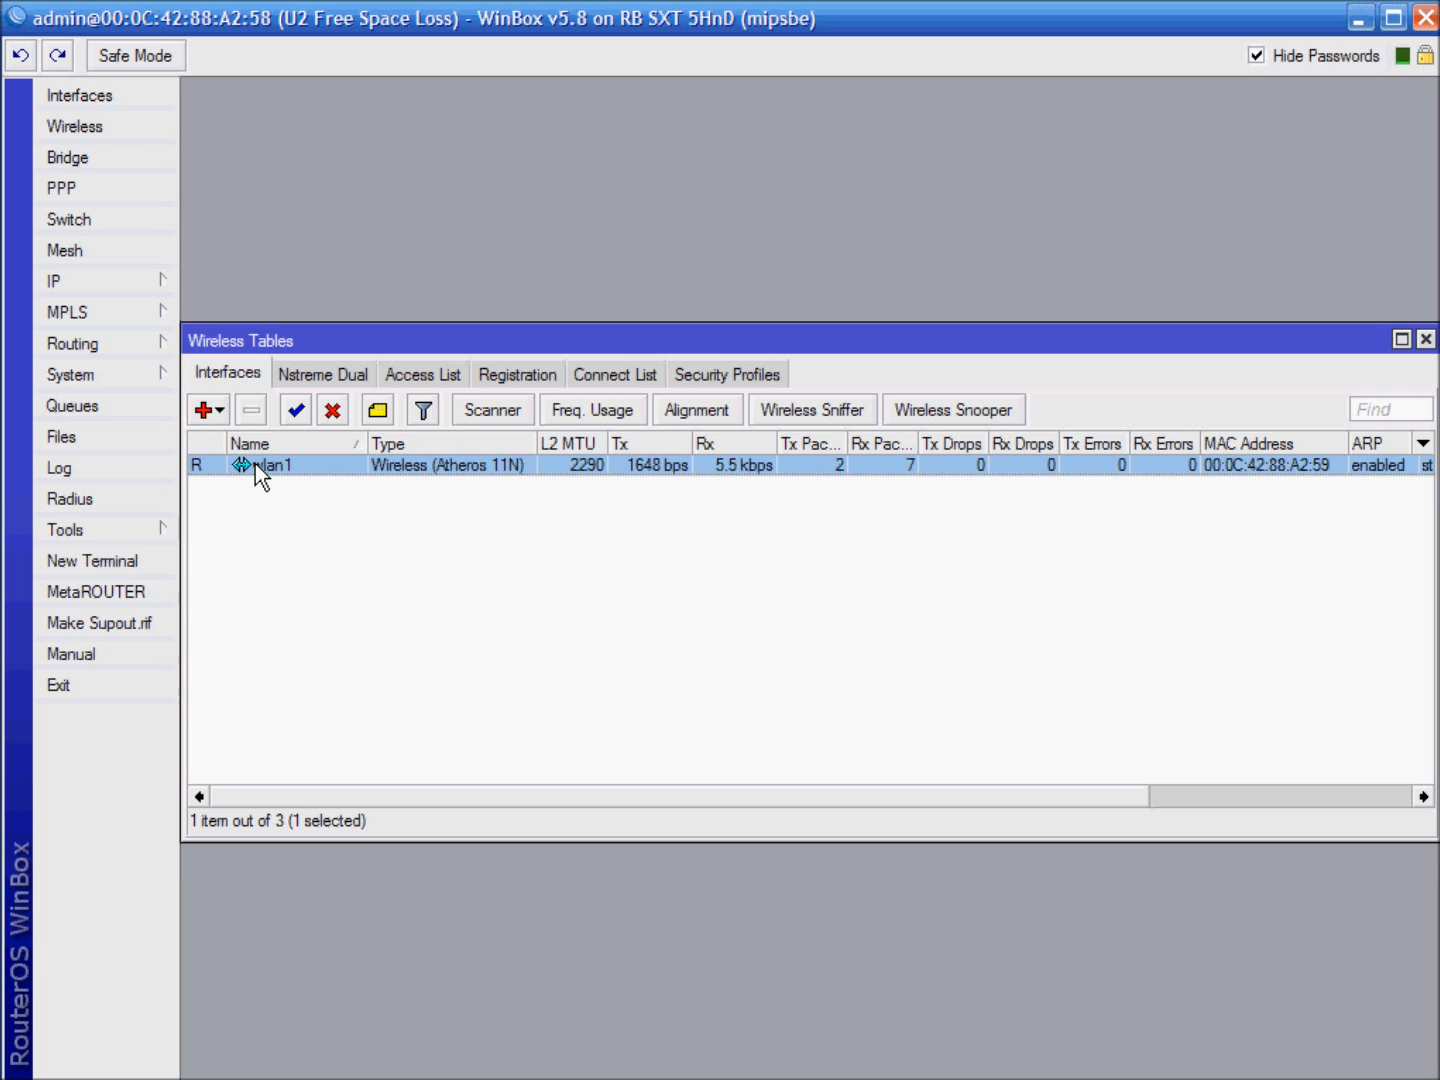 admin@00:0C:42:88:A2:58 (U2 Free Space Loss) - WinBox v5.8 on RB SXT 5HnD (mipsbe)
Safe Mode
Hide Passwords
Interfaces
Wireless
Bridge
PPP
Switch
Mesh
IP
MPLS
Routing
System
Queues
Files
Log
Radius
Tools
New Terminal
MetaROUTER
Make Supout.rif
Manual
Exit
RouterOS WinBox
Wireless Tables
Interfaces Nstreme Dual Access List Registration Connect List Security Profiles
Scanner Freq. Usage Alignment Wireless Sniffer Wireless Snooper Find
Name Type L2 MTU Tx Rx Tx Pac... Rx Pac... Tx Drops Rx Drops Tx Errors Rx Errors MAC Address ARP
R wlan1 Wireless (Atheros 11N) 2290 1648 bps 5.5 kbps 2 7 0 0 0 0 00:0C:42:88:A2:59 enabled st
1 item out of 3 (1 selected)